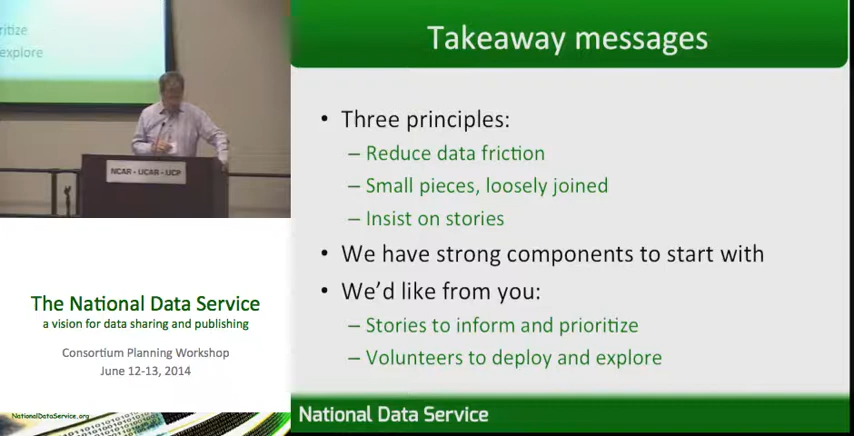 ritize
explore
NCAR - UCAR - UCP
The National Data Service
a vision for data sharing and publishing
Consortium Planning Workshop
June 12-13, 2014
NationalDataService.org
Takeaway messages
• Three principles:
– Reduce data friction
– Small pieces, loosely joined
– Insist on stories
• We have strong components to start with
• We'd like from you:
– Stories to inform and prioritize
– Volunteers to deploy and explore
National Data Service